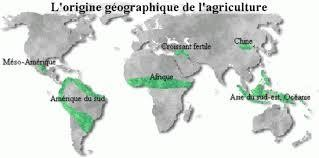 L'origine géographique de l'agriculture
Chine
Croissant fertile
Méso-Amérique
Afrique
Amérique du sud
Asie du sud-est, Océanie